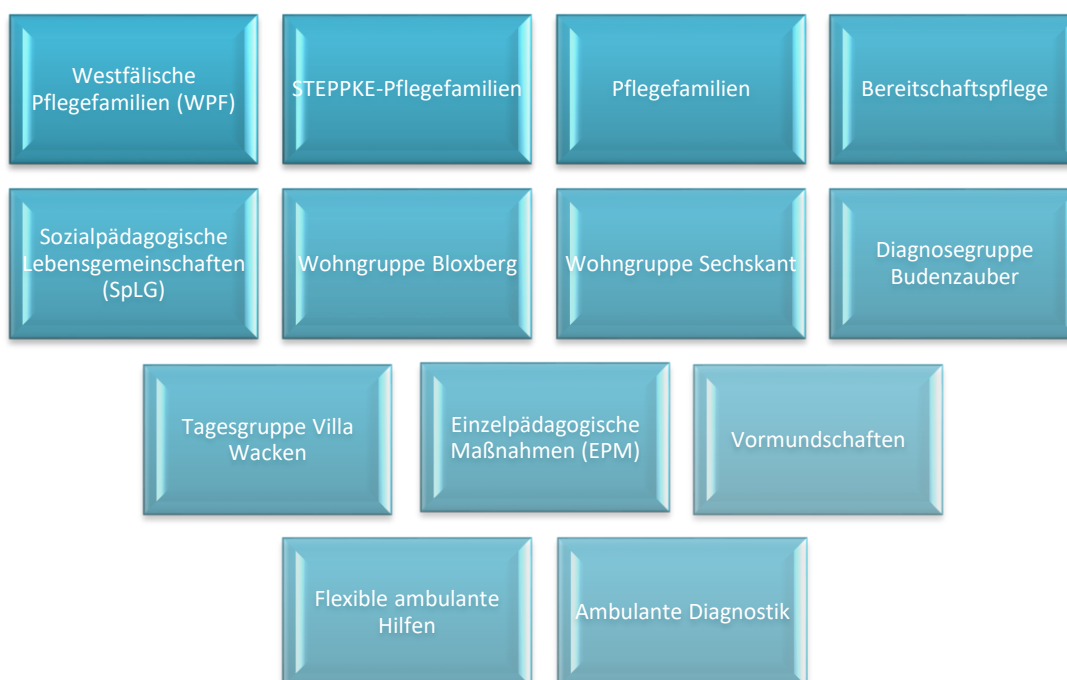 Westfälische
Pflegefamilien (WPF)
STEPPKE-Pflegefamilien
Pflegefamilien
Bereitschaftspflege
Sozialpädagogische
Lebensgemeinschaften
(SpLG)
Wohngruppe Bloxberg
Wohngruppe Sechskant
Diagnosegruppe
Budenzauber
Tagesgruppe Villa
Wacken
Einzelpädagogische
Maßnahmen (EPM)
Vormundschaften
Flexible ambulante
Hilfen
Ambulante Diagnostik